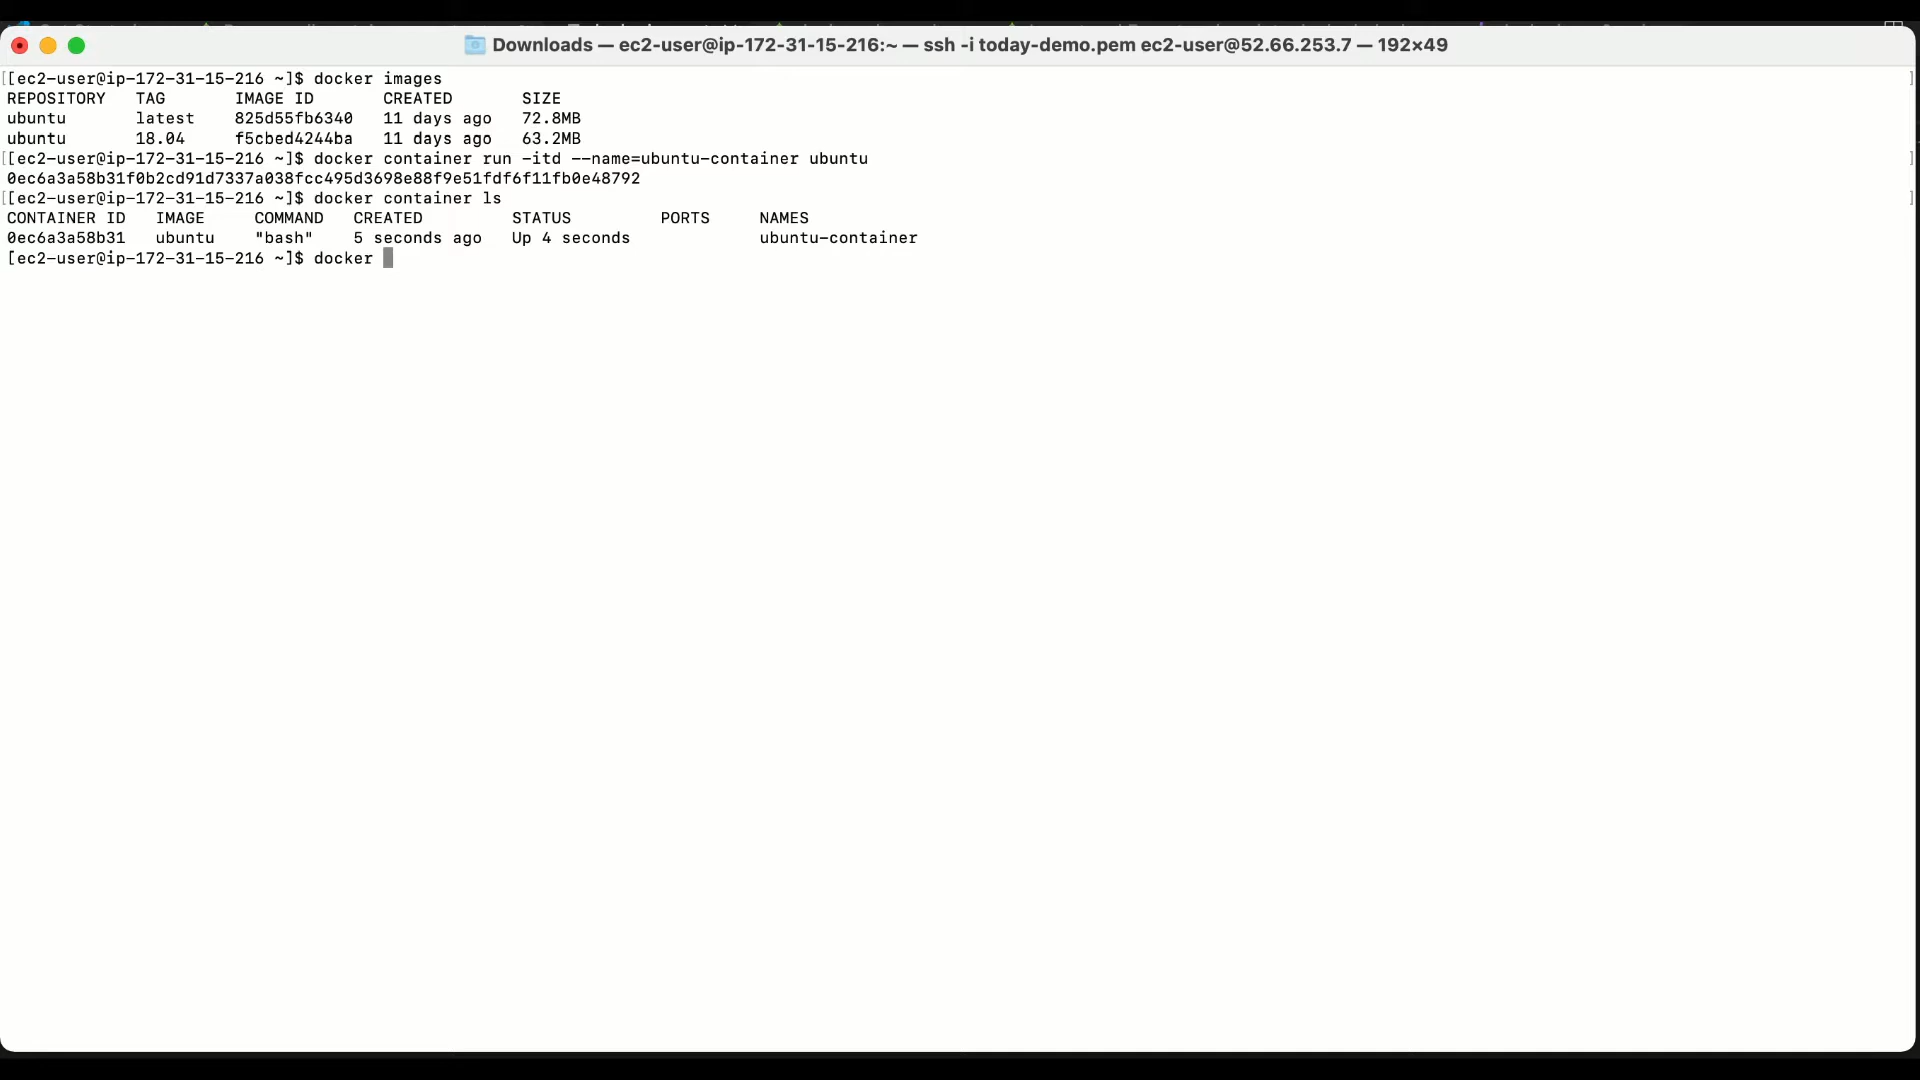 Downloads — ec2-user@ip-172-31-15-216:~ — ssh -i today-demo.pem ec2-user@52.66.253.7 — 192×49
[[ec2-user@ip-172-31-15-216 ~]$ docker images ]
REPOSITORY TAG IMAGE ID CREATED SIZE
ubuntu latest 825d55fb6340 11 days ago 72.8MB
ubuntu 18.04 f5cbed4244ba 11 days ago 63.2MB
[[ec2-user@ip-172-31-15-216 ~]$ docker container run -itd --name=ubuntu-container ubuntu ]
0ec6a3a58b31f0b2cd91d7337a038fcc495d3698e88f9e51fdf6f11fb0e48792
[[ec2-user@ip-172-31-15-216 ~]$ docker container ls ]
CONTAINER ID IMAGE COMMAND CREATED STATUS PORTS NAMES
0ec6a3a58b31 ubuntu "bash" 5 seconds ago Up 4 seconds ubuntu-container
[ec2-user@ip-172-31-15-216 ~]$ docker